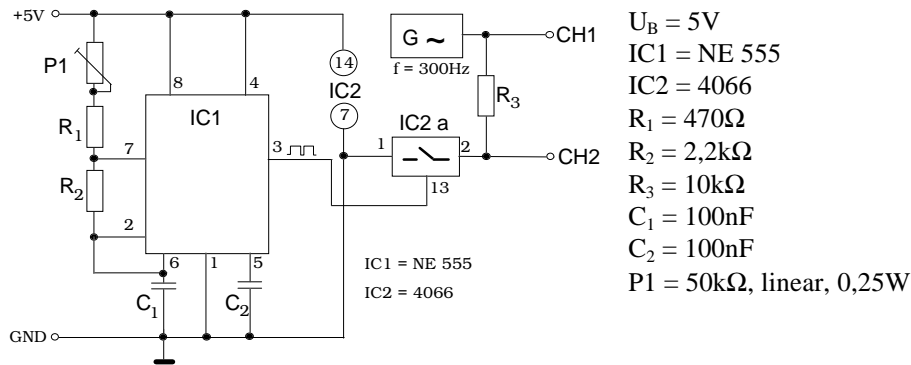 +5V
P1
R1
R2
8
4
IC1
7
2
3
6
1
5
C1
C2
GND
14
IC2
7
G ~
f = 300Hz
CH1
R3
IC2 a
1
2
13
CH2
IC1 = NE 555
IC2 = 4066
UB = 5V
IC1 = NE 555
IC2 = 4066
R1 = 470Ω
R2 = 2,2kΩ
R3 = 10kΩ
C1 = 100nF
C2 = 100nF
P1 = 50kΩ, linear, 0,25W